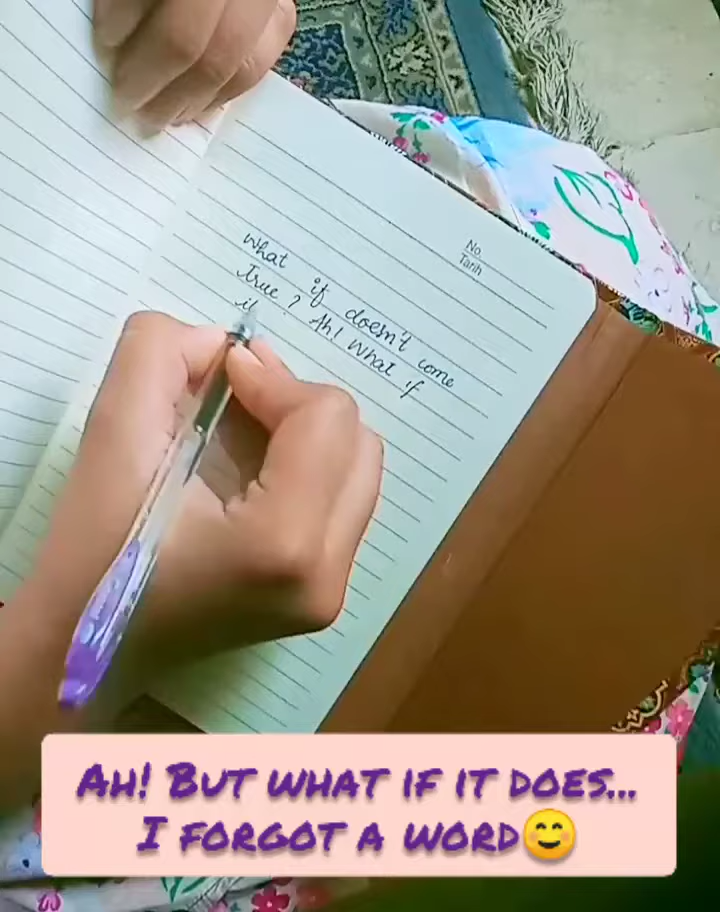 No.
Tarih
What if doesn't come
true? Ah! What if
it
Ah! But what if it does...
I forgot a word😊